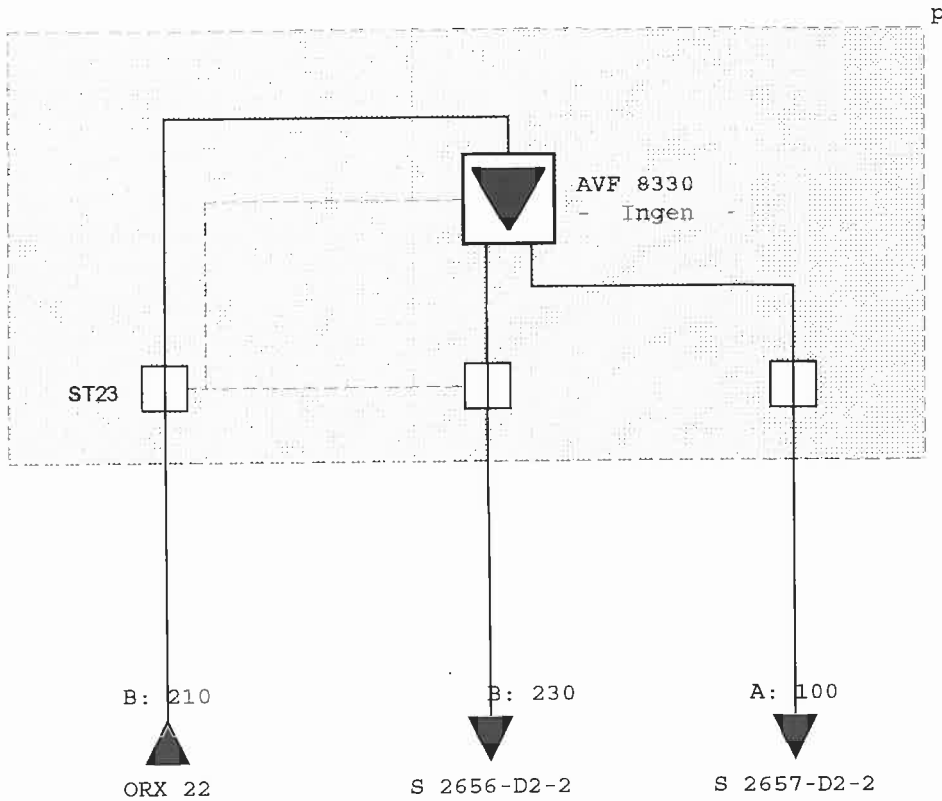 p
AVF 8330
- Ingen -
ST23
B: 210
B: 230
A: 100
ORX 22
S 2656-D2-2
S 2657-D2-2